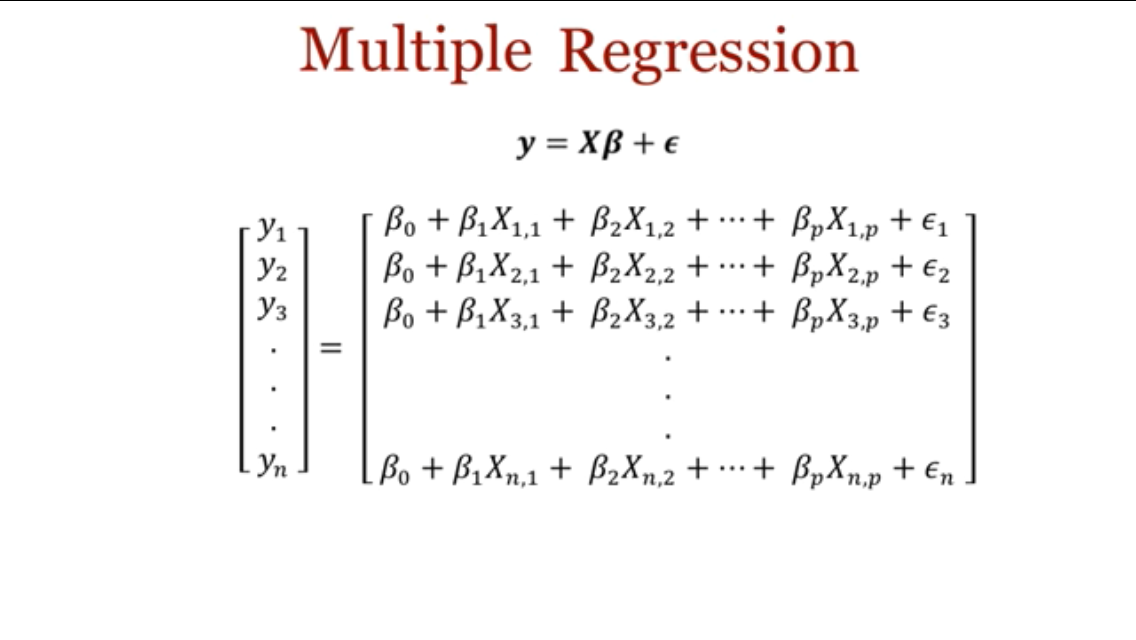 Multiple Regression
y = Xβ + ϵ
y₁
y₂
y₃
.
.
.
yₙ
=
β₀ + β₁X₁,₁ + β₂X₁,₂ + ⋯ + βₚX₁,ₚ + ϵ₁
β₀ + β₁X₂,₁ + β₂X₂,₂ + ⋯ + βₚX₂,ₚ + ϵ₂
β₀ + β₁X₃,₁ + β₂X₃,₂ + ⋯ + βₚX₃,ₚ + ϵ₃
.
.
.
β₀ + β₁Xₙ,₁ + β₂Xₙ,₂ + ⋯ + βₚXₙ,ₚ + ϵₙ